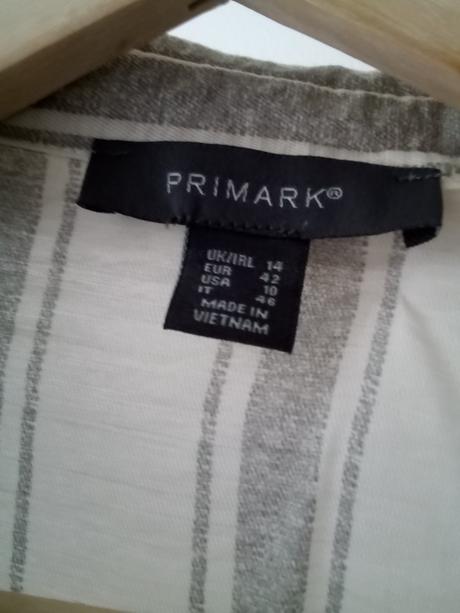 PRIMARK®
UK/IRL 14
EUR 42
USA 10
IT 46
MADE IN
VIETNAM